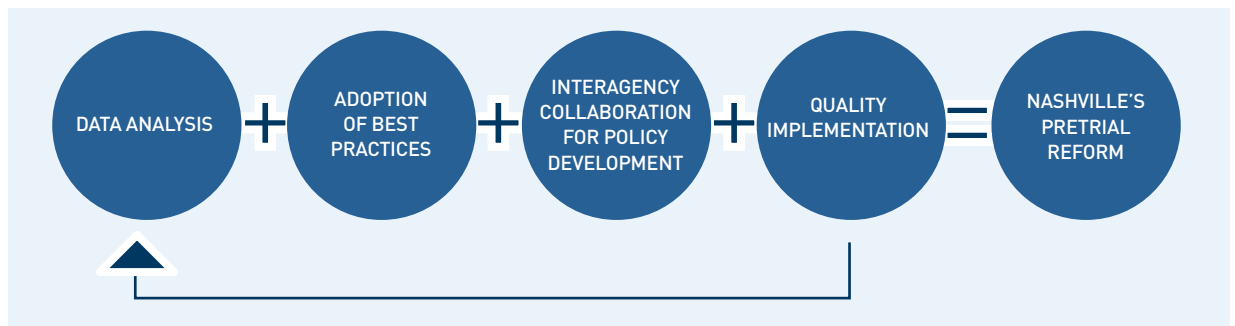 DATA ANALYSIS
ADOPTION
OF BEST
PRACTICES
INTERAGENCY
COLLABORATION
FOR POLICY
DEVELOPMENT
QUALITY
IMPLEMENTATION
NASHVILLE’S
PRETRIAL
REFORM